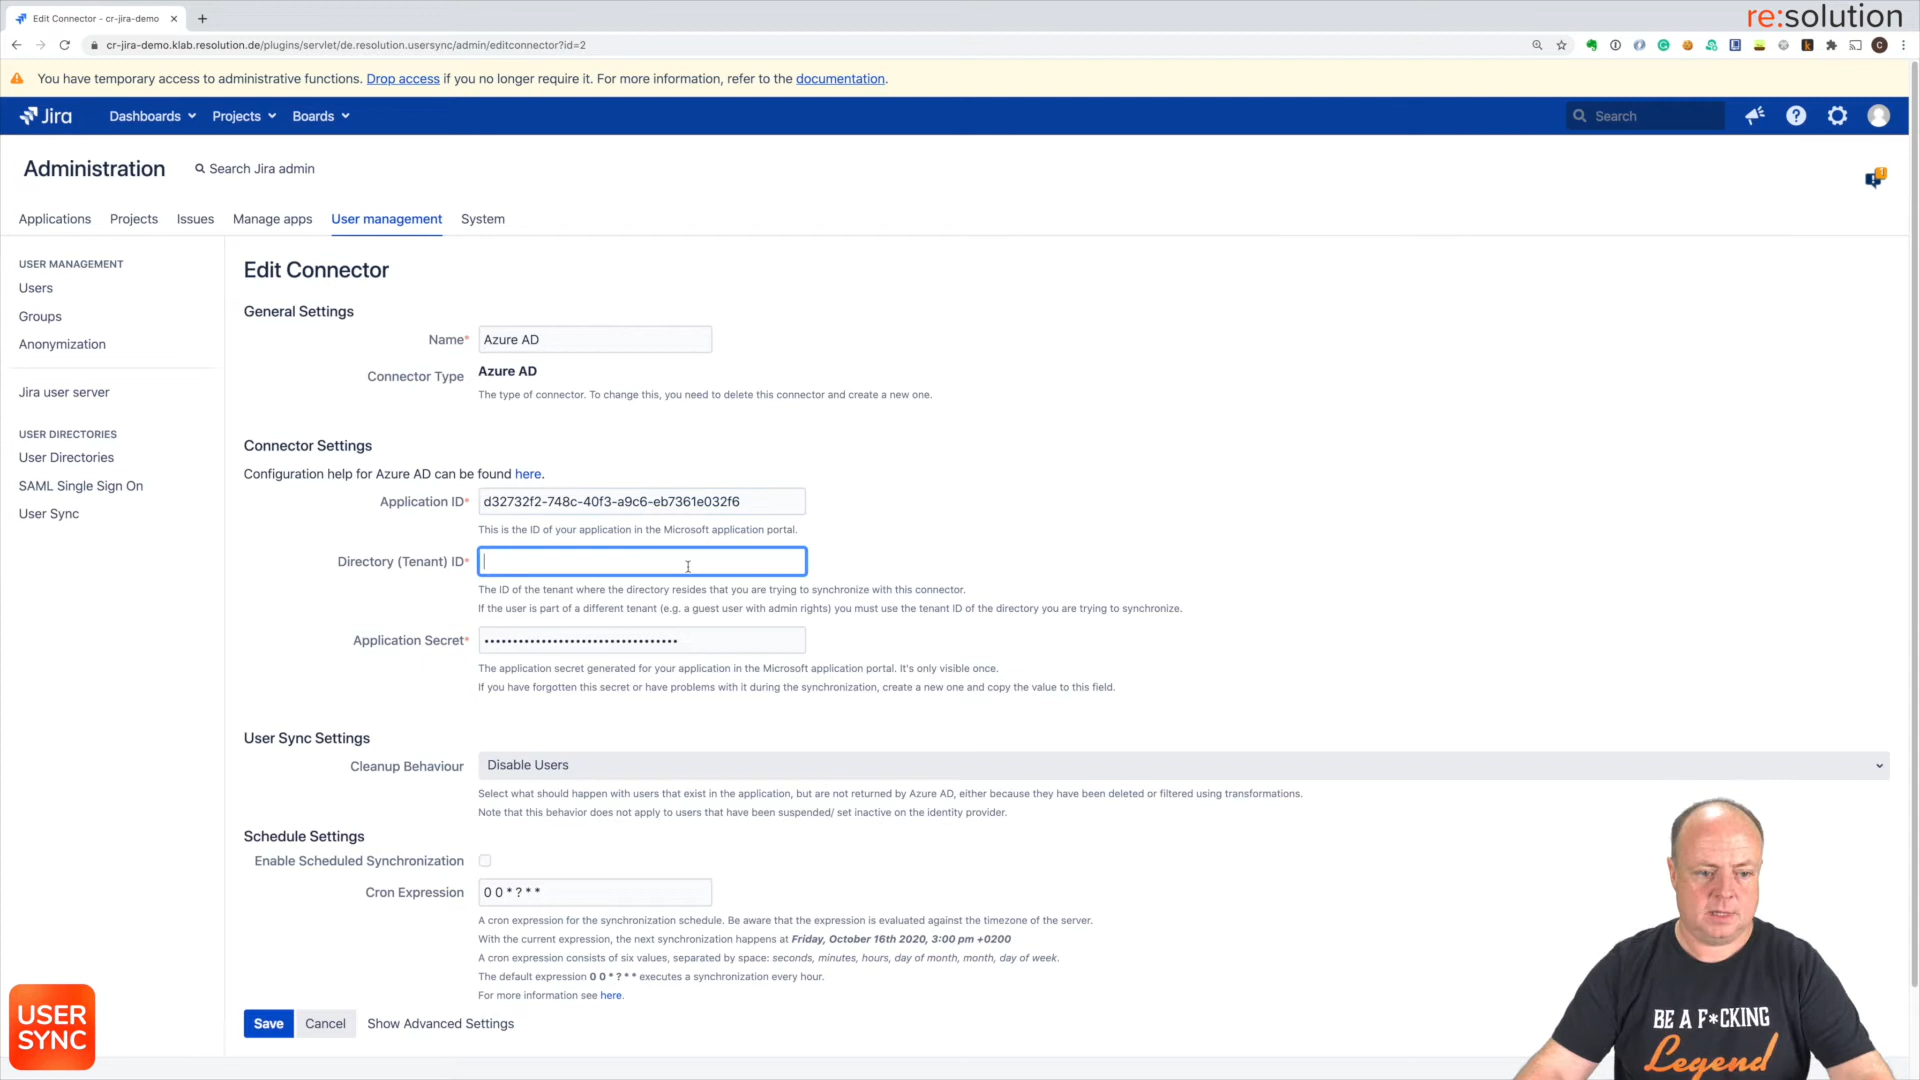 Edit Connector - cr-jira-demo
re:solution
cr-jira-demo.klab.resolution.de/plugins/servlet/de.resolution.usersync/admin/editconnector?id=2
You have temporary access to administrative functions. Drop access if you no longer require it. For more information, refer to the documentation.
Jira Dashboards Projects Boards Search
Administration Search Jira admin
Applications Projects Issues Manage apps User management System
USER MANAGEMENT
Users
Groups
Anonymization
Jira user server
USER DIRECTORIES
User Directories
SAML Single Sign On
User Sync
Edit Connector
General Settings
Name* Azure AD
Connector Type Azure AD
The type of connector. To change this, you need to delete this connector and create a new one.
Connector Settings
Configuration help for Azure AD can be found here.
Application ID* d32732f2-748c-40f3-a9c6-eb7361e032f6
This is the ID of your application in the Microsoft application portal.
Directory (Tenant) ID*
The ID of the tenant where the directory resides that you are trying to synchronize with this connector.
If the user is part of a different tenant (e.g. a guest user with admin rights) you must use the tenant ID of the directory you are trying to synchronize.
Application Secret*
The application secret generated for your application in the Microsoft application portal. It's only visible once.
If you have forgotten this secret or have problems with it during the synchronization, create a new one and copy the value to this field.
User Sync Settings
Cleanup Behaviour Disable Users
Select what should happen with users that exist in the application, but are not returned by Azure AD, either because they have been deleted or filtered using transformations.
Note that this behavior does not apply to users that have been suspended/ set inactive on the identity provider.
Schedule Settings
Enable Scheduled Synchronization
Cron Expression 0 0 * ? * *
A cron expression for the synchronization schedule. Be aware that the expression is evaluated against the timezone of the server.
With the current expression, the next synchronization happens at Friday, October 16th 2020, 3:00 pm +0200
A cron expression consists of six values, separated by space: seconds, minutes, hours, day of month, month, day of week.
The default expression 0 0 * ? * * executes a synchronization every hour.
For more information see here.
Save Cancel Show Advanced Settings
USER
SYNC
BE A F*CKING
Legend